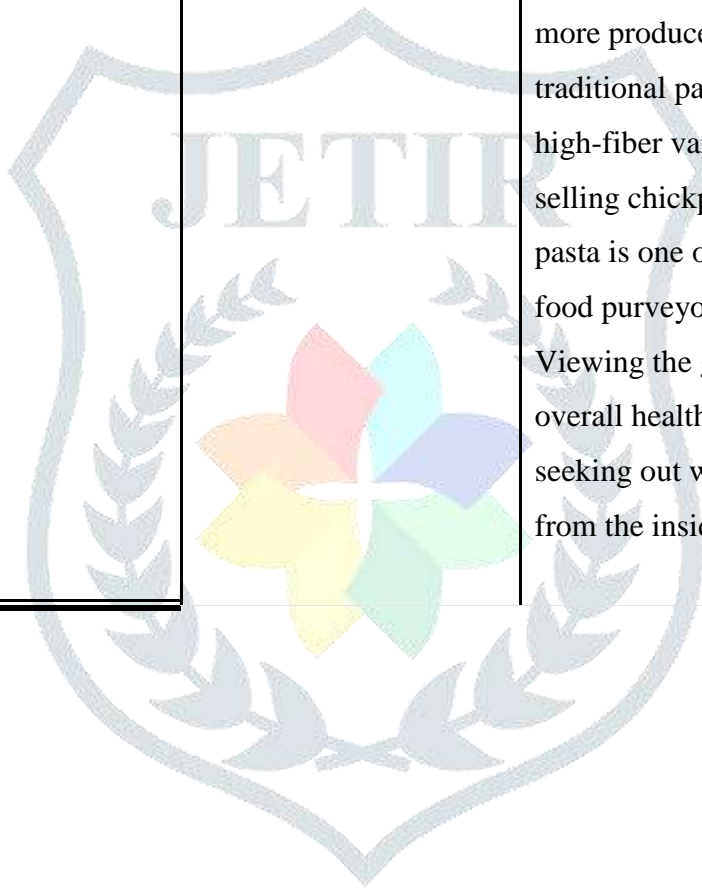 JETIR
more produce
traditional pa
high-fiber va
selling chickp
pasta is one o
food purveyo
Viewing the
overall health
seeking out w
from the insi